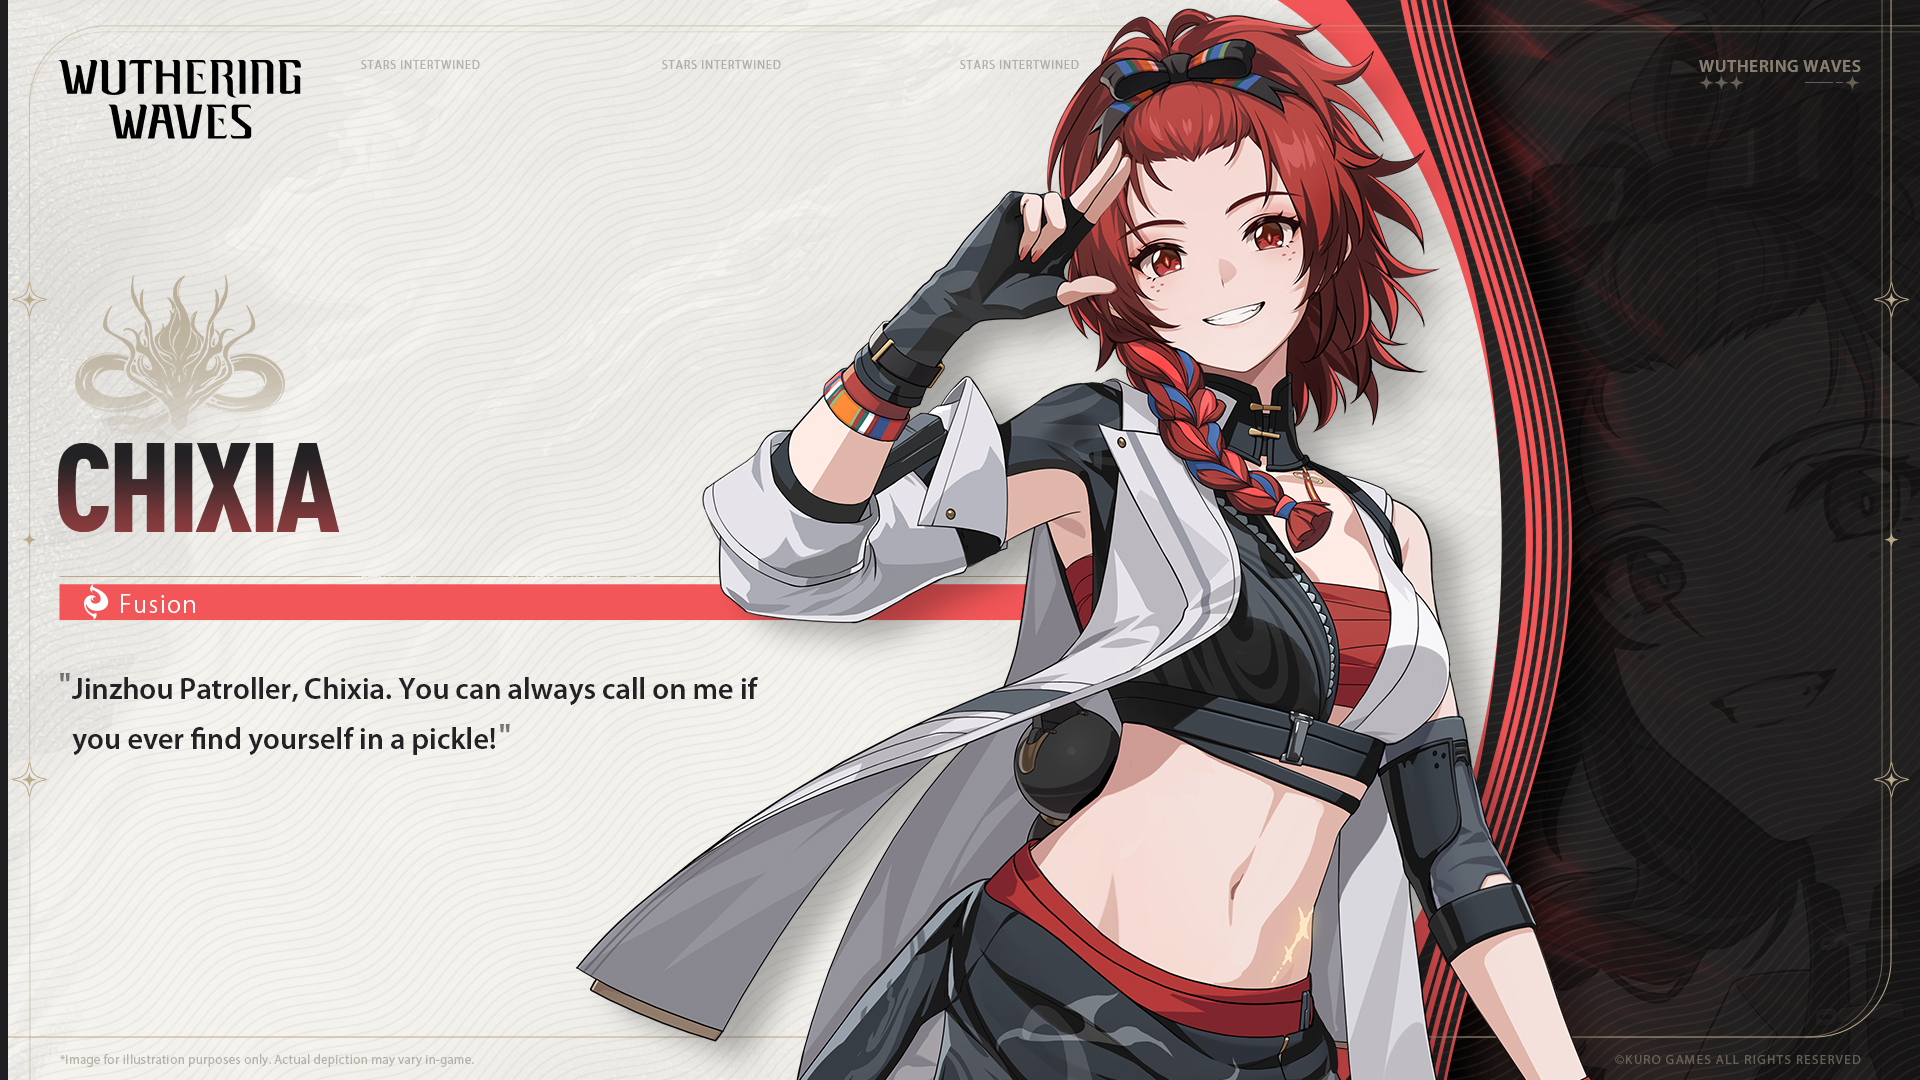 WUTHERING
WAVES
STARS INTERTWINED
STARS INTERTWINED
STARS INTERTWINED
WUTHERING WAVES
CHIXIA
Fusion
"Jinzhou Patroller, Chixia. You can always call on me if
you ever find yourself in a pickle!"
*Image for illustration purposes only. Actual depiction may vary in-game.
©KURO GAMES ALL RIGHTS RESERVED